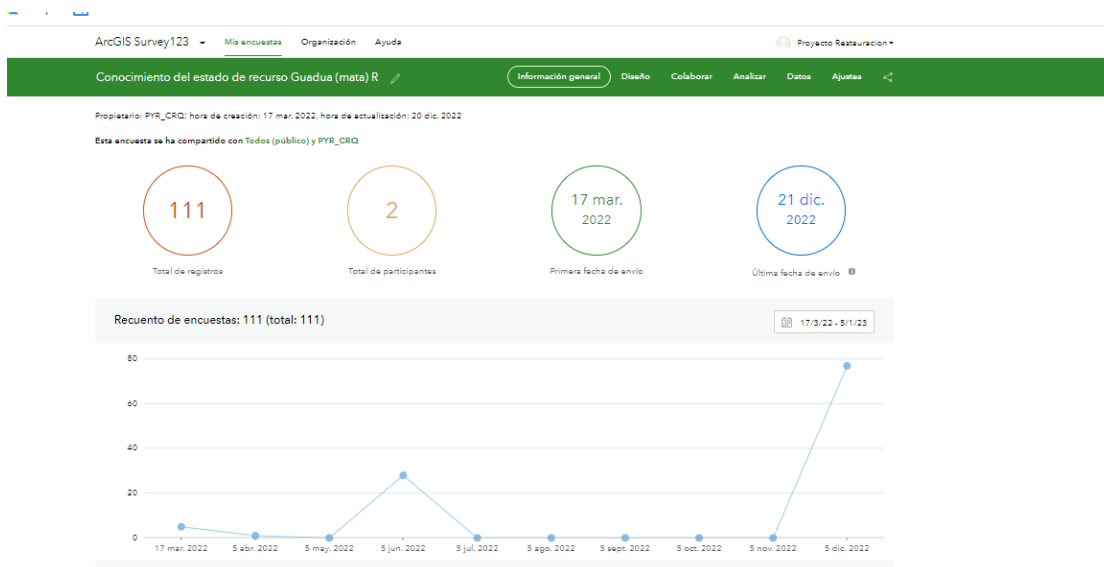 ArcGIS Survey123 Mis encuestas Organización Ayuda Proyecto Restauracion
Conocimiento del estado de recurso Guadua (mata) R Información general Diseño Colaborar Analizar Datos Ajustes
Propietario: PYR_CRQ; hora de creación: 17 mar. 2022, hora de actualización: 20 dic. 2022
Esta encuesta se ha compartido con Todos (público) y PYR_CRQ
111
Total de registros
2
Total de participantes
17 mar.
2022
Primera fecha de envío
21 dic.
2022
Última fecha de envío
Recuento de encuestas: 111 (total: 111) 17/3/22 - 5/1/23
80
60
40
20
0
17 mar. 2022 5 abr. 2022 5 may. 2022 5 jun. 2022 5 jul. 2022 5 ago. 2022 5 sept. 2022 5 oct. 2022 5 nov. 2022 5 dic. 2022